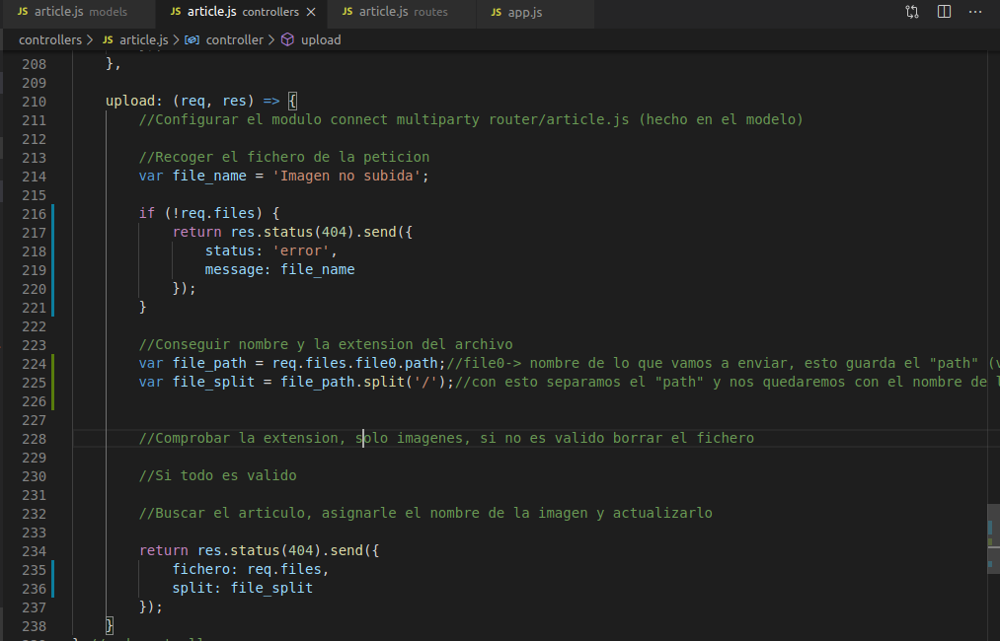 JS article.js models JS article.js controllers × JS article.js routes JS app.js ···
controllers > JS article.js > controller > upload
208 },
209
210 upload: (req, res) => {
211 //Configurar el modulo connect multiparty router/article.js (hecho en el modelo)
212
213 //Recoger el fichero de la peticion
214 var file_name = 'Imagen no subida';
215
216 if (!req.files) {
217 return res.status(404).send({
218 status: 'error',
219 message: file_name
220 });
221 }
222
223 //Conseguir nombre y la extension del archivo
224 var file_path = req.files.file0.path;//file0-> nombre de lo que vamos a enviar, esto guarda el "path" (
225 var file_split = file_path.split('/');//con esto separamos el "path" y nos quedaremos con el nombre de
226
227
228 //Comprobar la extension, solo imagenes, si no es valido borrar el fichero
229
230 //Si todo es valido
231
232 //Buscar el articulo, asignarle el nombre de la imagen y actualizarlo
233
234 return res.status(404).send({
235 fichero: req.files,
236 split: file_split
237 });
238 }